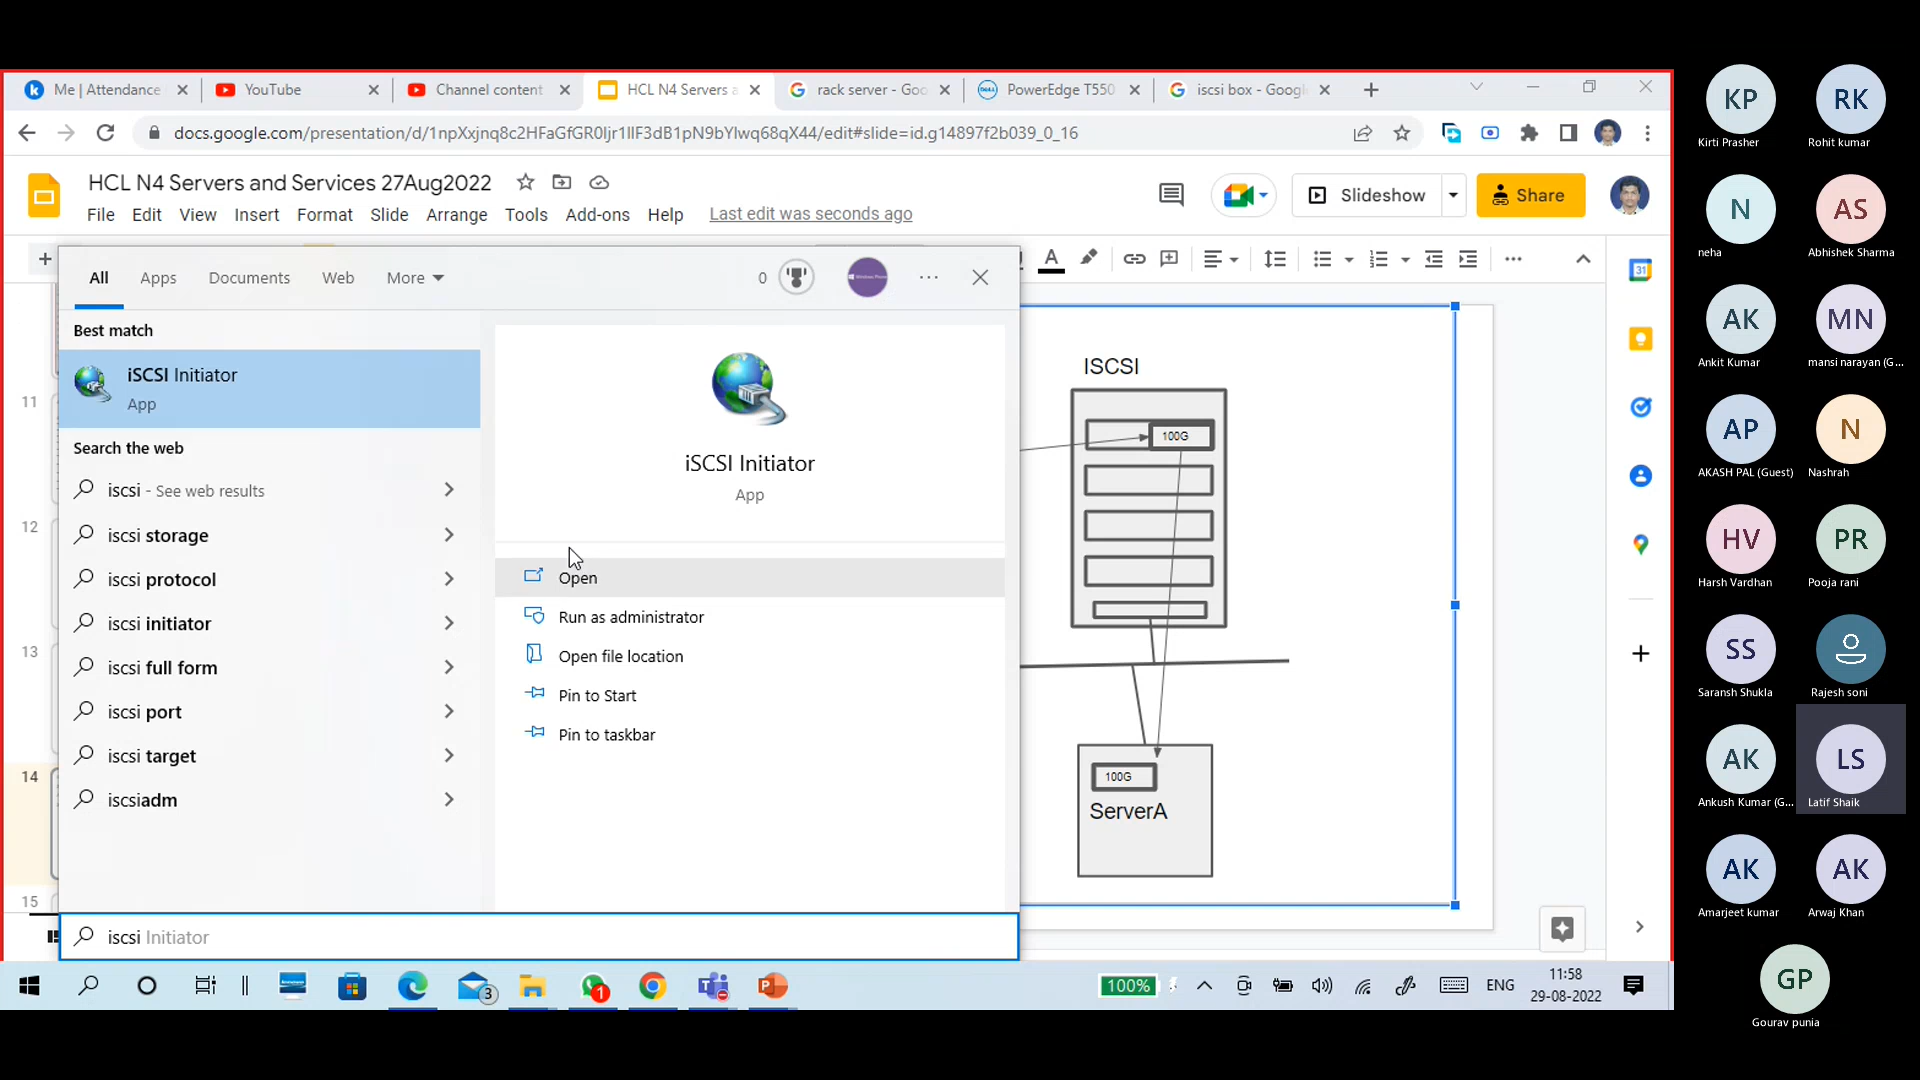 Me | Attendance
YouTube
Channel content
HCL N4 Servers a
rack server - Goo
DELL
PowerEdge T550
iscsi box - Google
docs.google.com/presentation/d/1npXxjnq8c2HFaGfGR0Ijr1IIF3dB1pN9bYlwq68qX44/edit#slide=id.g14897f2b039_0_16
HCL N4 Servers and Services 27Aug2022
Slideshow
Share
File Edit View Insert Format Slide Arrange Tools Add-ons Help Last edit was seconds ago
All Apps Documents Web More 0
Best match
iSCSI Initiator
App
Search the web
iscsi - See web results
iscsi storage
iscsi protocol
iscsi initiator
iscsi full form
iscsi port
iscsi target
iscsiadm
iSCSI Initiator
App
Open
Run as administrator
Open file location
Pin to Start
Pin to taskbar
iscsi Initiator
11
12
13
14
15
ISCSI
100G
100G
ServerA
31
3
1
100%
ENG
11:58
29-08-2022
KP
Kirti Prasher
RK
Rohit kumar
N
neha
AS
Abhishek Sharma
AK
Ankit Kumar
MN
mansi narayan (G...
AP
AKASH PAL (Guest)
N
Nashrah
HV
Harsh Vardhan
PR
Pooja rani
SS
Saransh Shukla
Rajesh soni
AK
Ankush Kumar (G...
LS
Latif Shaik
AK
Amarjeet kumar
AK
Arwaj Khan
GP
Gourav punia